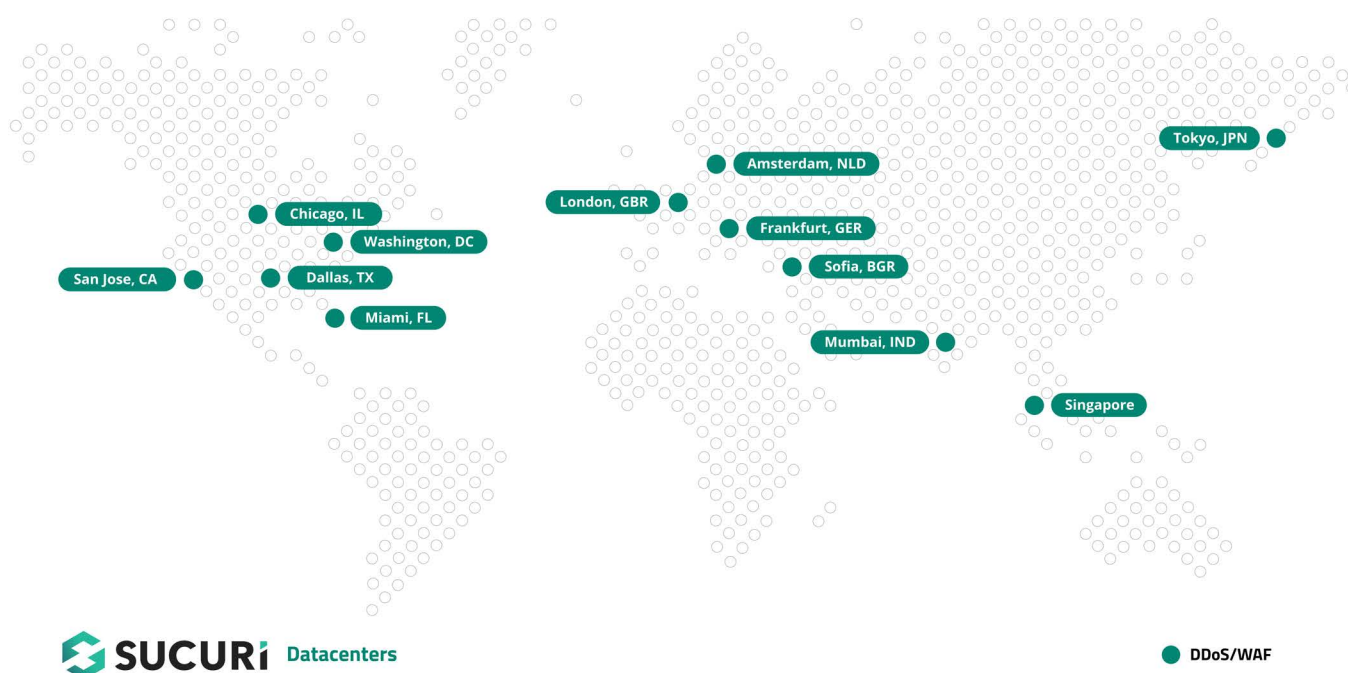 Tokyo, JPN
Amsterdam, NLD
London, GBR
Chicago, IL
Frankfurt, GER
Washington, DC
Sofia, BGR
San Jose, CA
Dallas, TX
Miami, FL
Mumbai, IND
Singapore
SUCURi Datacenters
DDoS/WAF